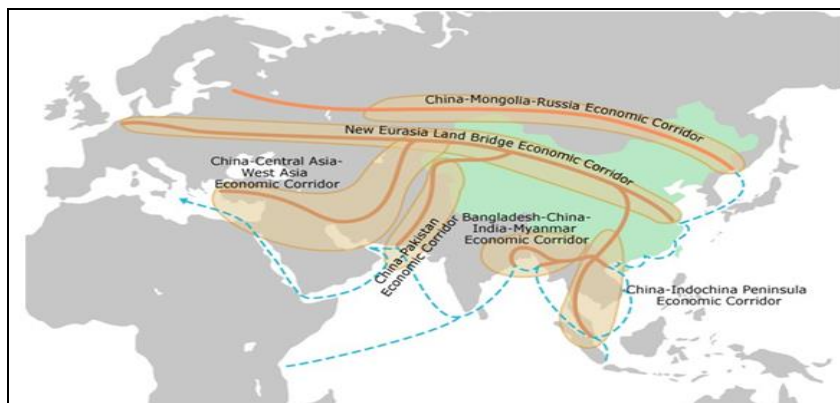 China-Mongolia-Russia Economic Corridor
New Eurasia Land Bridge Economic Corridor
China-Central Asia-
West Asia
Economic Corridor
China-Pakistan
Economic Corridor
Bangladesh-China-
India-Myanmar
Economic Corridor
China-Indochina Peninsula
Economic Corridor